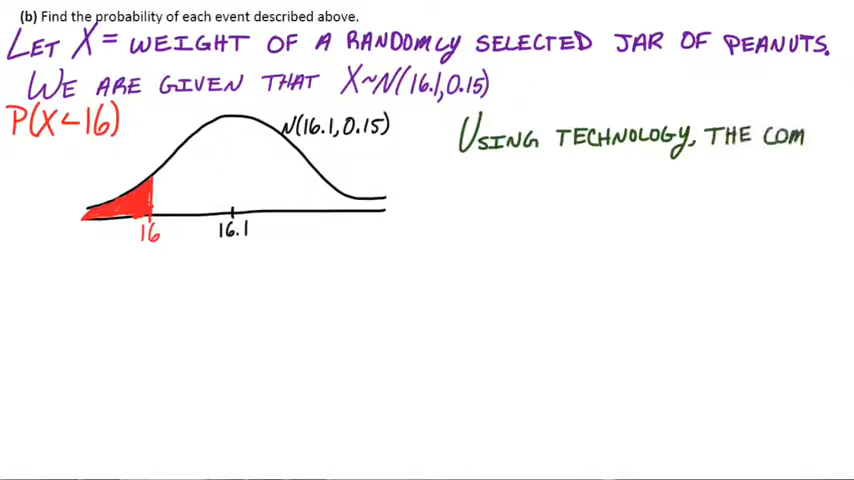 (b) Find the probability of each event described above.
LET X = WEIGHT OF A RANDOMLY SELECTED JAR OF PEANUTS.
WE ARE GIVEN THAT X~N(16.1,0.15)
P(X<16)
N(16.1,0.15)
USING TECHNOLOGY, THE COM
16
16.1